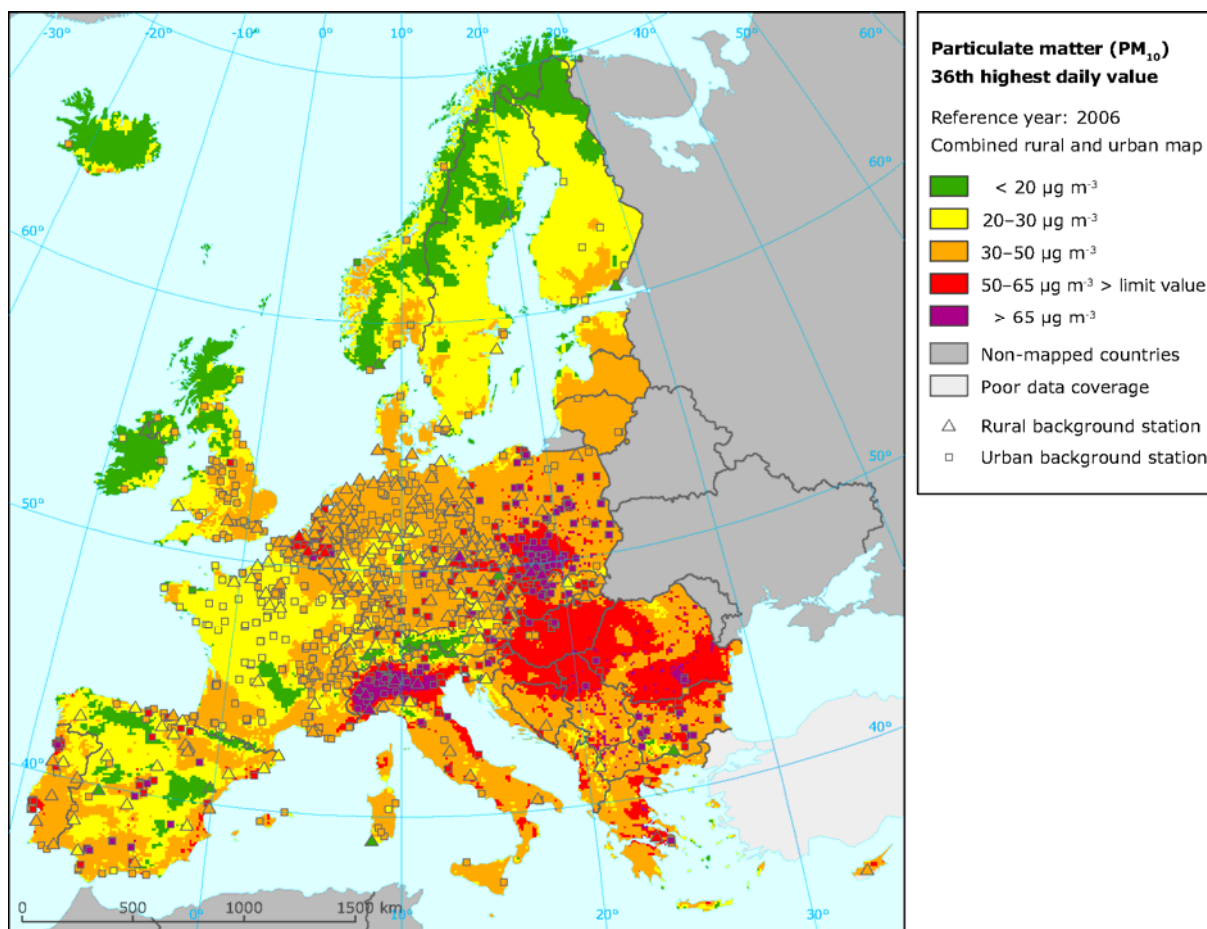 -30°
-20°
-10°
0°
10°
20°
30°
40°
50°
60°
60°
60°
50°
50°
40°
40°
0
500
1000
1500 km
0°
10°
20°
30°
Particulate matter (PM₁₀)
36th highest daily value
Reference year: 2006
Combined rural and urban map
< 20 µg m⁻³
20–30 µg m⁻³
30–50 µg m⁻³
50–65 µg m⁻³ > limit value
> 65 µg m⁻³
Non-mapped countries
Poor data coverage
Rural background station
Urban background station